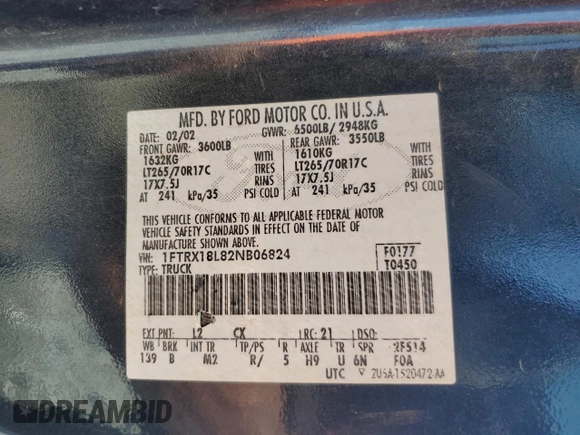 MFD. BY FORD MOTOR CO. IN U.S.A.
DATE: 02/02 GVWR: 6500LB/ 2948KG
FRONT GAWR: 3600LB REAR GAWR: 3550LB
1632KG WITH 1610KG WITH
LT265/70R17C TIRES LT265/70R17C TIRES
17X7.5J RIMS 17X7.5J RIMS
AT 241 kPa/35 PSI COLD AT 241 kPa/35 PSI COLD
THIS VEHICLE CONFORMS TO ALL APPLICABLE FEDERAL MOTOR
VEHICLE SAFETY STANDARDS IN EFFECT ON THE DATE OF
MANUFACTURE SHOWN ABOVE.
VIN: 1FTRX18L82NB06824 F0177
TYPE: TRUCK T0450
EXT PNT: L2 CX RC: 21 DSO:
WB BRK INT TR TP/PS R AXLE TR SPR 2F514
139 B M2 R/ 5 H9 U 6N F0A
UTC ▽ 2U5A-1520472-AA
DREAMBID